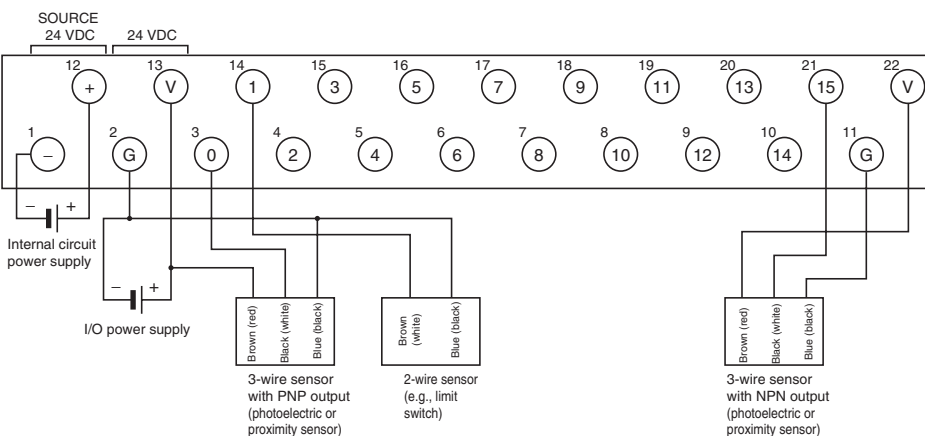 SOURCE
24 VDC 24 VDC
12 13 14 15 16 17 18 19 20 21 22
+ V 1 3 5 7 9 11 13 15 V
1 2 3 4 5 6 7 8 9 10 11
– G 0 2 4 6 8 10 12 14 G
– +
Internal circuit
power supply
– +
I/O power supply
Brown (red)
Black (white)
Blue (black)
3-wire sensor
with PNP output
(photoelectric or
proximity sensor)
Brown
(white)
Blue (black)
2-wire sensor
(e.g., limit
switch)
Brown (red)
Black (white)
Blue (black)
3-wire sensor
with NPN output
(photoelectric or
proximity sensor)